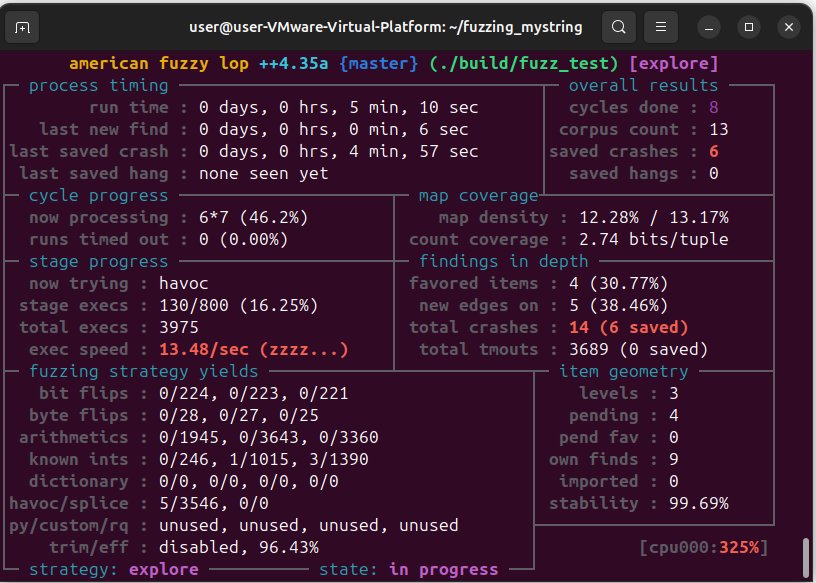 user@user-VMware-Virtual-Platform: ~/fuzzing_mystring
american fuzzy lop ++4.35a {master} (./build/fuzz_test) [explore]
process timing
run time : 0 days, 0 hrs, 5 min, 10 sec
last new find : 0 days, 0 hrs, 0 min, 6 sec
last saved crash : 0 days, 0 hrs, 4 min, 57 sec
last saved hang : none seen yet
overall results
cycles done : 8
corpus count : 13
saved crashes : 6
saved hangs : 0
cycle progress
now processing : 6*7 (46.2%)
runs timed out : 0 (0.00%)
map coverage
map density : 12.28% / 13.17%
count coverage : 2.74 bits/tuple
stage progress
now trying : havoc
stage execs : 130/800 (16.25%)
total execs : 3975
exec speed : 13.48/sec (zzzz...)
findings in depth
favored items : 4 (30.77%)
new edges on : 5 (38.46%)
total crashes : 14 (6 saved)
total tmouts : 3689 (0 saved)
fuzzing strategy yields
bit flips : 0/224, 0/223, 0/221
byte flips : 0/28, 0/27, 0/25
arithmetics : 0/1945, 0/3643, 0/3360
known ints : 0/246, 1/1015, 3/1390
dictionary : 0/0, 0/0, 0/0, 0/0
havoc/splice : 5/3546, 0/0
py/custom/rq : unused, unused, unused, unused
trim/eff : disabled, 96.43%
item geometry
levels : 3
pending : 4
pend fav : 0
own finds : 9
imported : 0
stability : 99.69%
[cpu000:325%]
strategy: explore
state: in progress